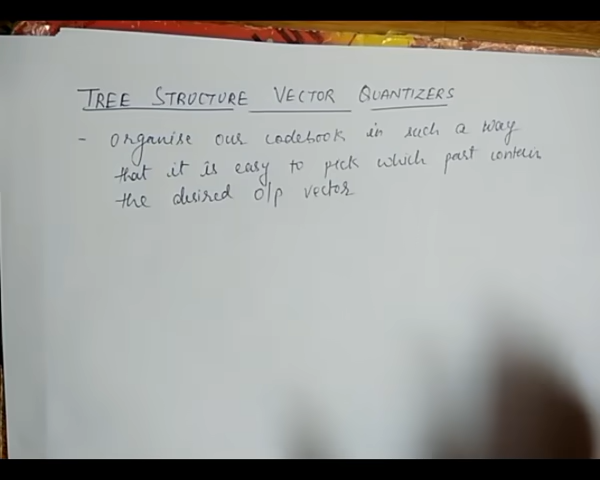 TREE STRUCTURE VECTOR QUANTIZERS
- Organise our codebook in such a way
that it is easy to pick which part contain
the desired o/p vector